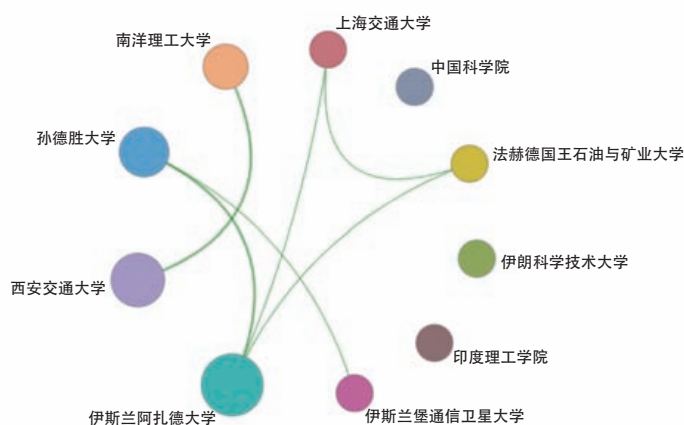 上海交通大学
南洋理工大学
中国科学院
孙德胜大学
法赫德国王石油与矿业大学
伊朗科学技术大学
西安交通大学
印度理工学院
伊斯兰阿扎德大学
伊斯兰堡通信卫星大学